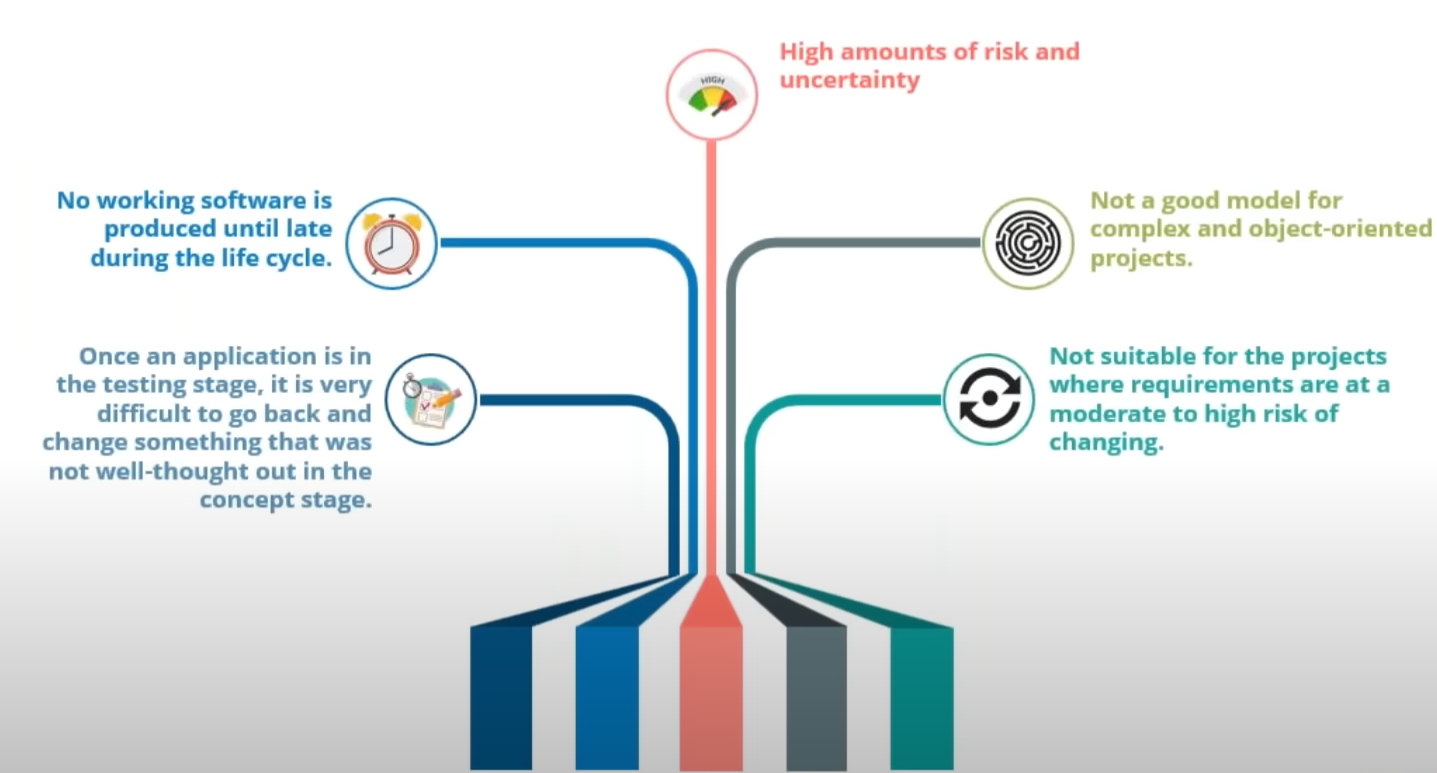 HIGH
High amounts of risk and
uncertainty
No working software is
produced until late
during the life cycle.
Not a good model for
complex and object-oriented
projects.
Once an application is in
the testing stage, it is very
difficult to go back and
change something that was
not well-thought out in the
concept stage.
Not suitable for the projects
where requirements are at a
moderate to high risk of
changing.